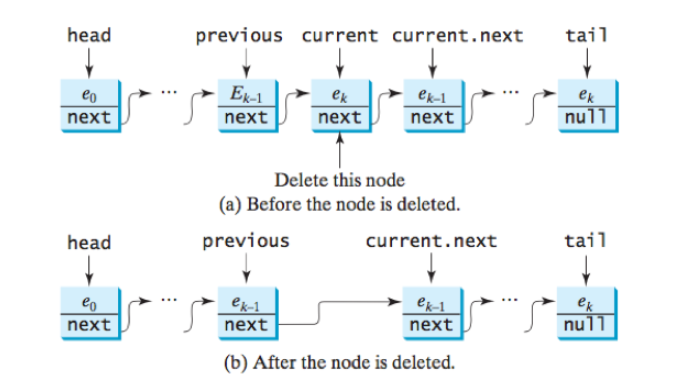 head previous current current.next tail
e0 ... Ek–1 ek ek–1 ... ek
next next next next null
Delete this node
(a) Before the node is deleted.
head previous current.next tail
e0 ... ek–1 ek–1 ... ek
next next next null
(b) After the node is deleted.